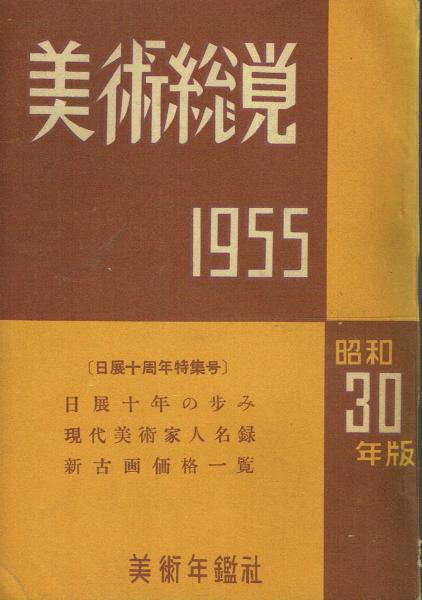 美術総覧
1955
〔日展十周年特集号〕
日展十年の歩み
現代美術家人名録
新古画価格一覧
昭和
30
年版
美術年鑑社